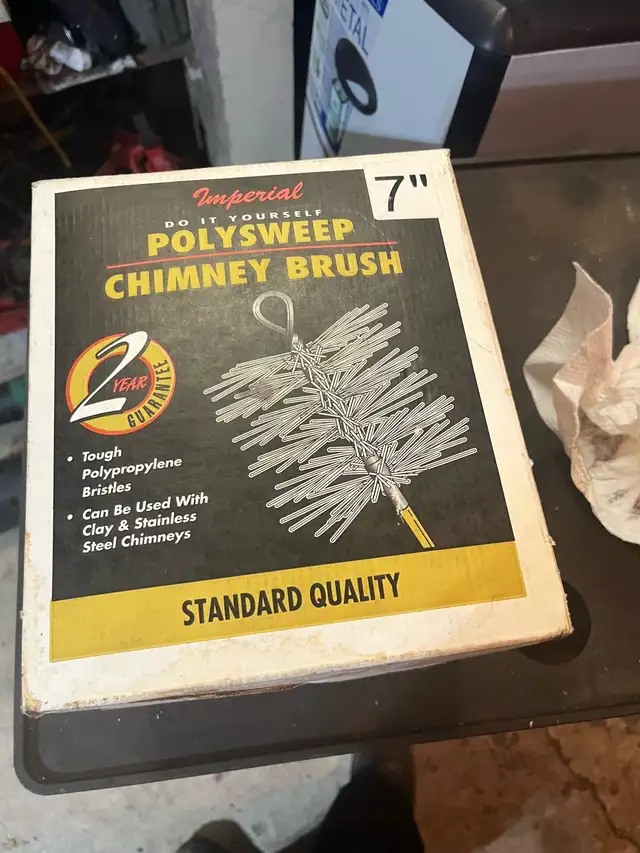 ETAL
Imperial
7"
DO IT YOURSELF
POLYSWEEP
CHIMNEY BRUSH
2
YEAR
GUARANTEE
• Tough
Polypropylene
Bristles
• Can Be Used With
Clay & Stainless
Steel Chimneys
STANDARD QUALITY